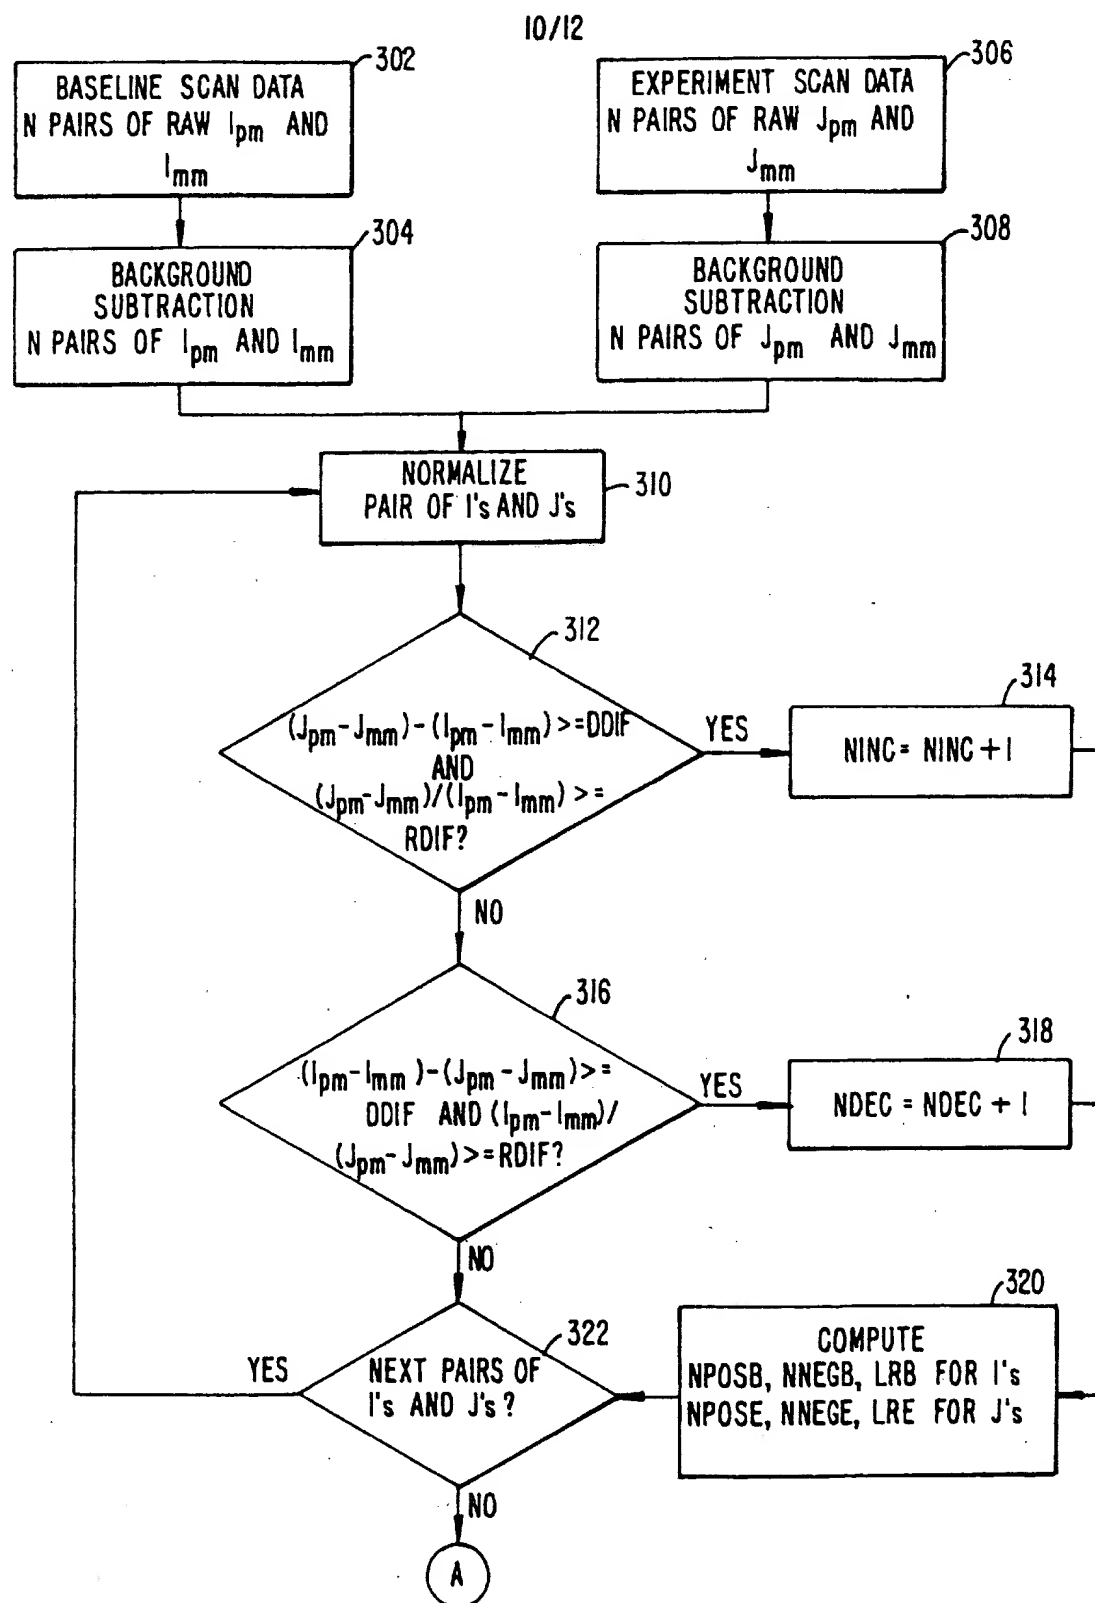 10/12
302
BASELINE SCAN DATA
N PAIRS OF RAW Ipm AND
Imm
306
EXPERIMENT SCAN DATA
N PAIRS OF RAW Jpm AND
Jmm
304
BACKGROUND
SUBTRACTION
N PAIRS OF Ipm AND Imm
308
BACKGROUND
SUBTRACTION
N PAIRS OF Jpm AND Jmm
NORMALIZE
PAIR OF I's AND J's
310
312
(Jpm-Jmm)-(Ipm-Imm)>=DDIF
AND
(Jpm-Jmm)/(Ipm-Imm)>=
RDIF?
YES
314
NINC= NINC+1
NO
316
(Ipm-Imm)-(Jpm-Jmm)>=
DDIF AND (Ipm-Imm)/
(Jpm-Jmm)>=RDIF?
YES
318
NDEC = NDEC + 1
NO
322
NEXT PAIRS OF
I's AND J's?
YES
320
COMPUTE
NPOSB, NNEGB, LRB FOR I's
NPOSE, NNEGE, LRE FOR J's
NO
A